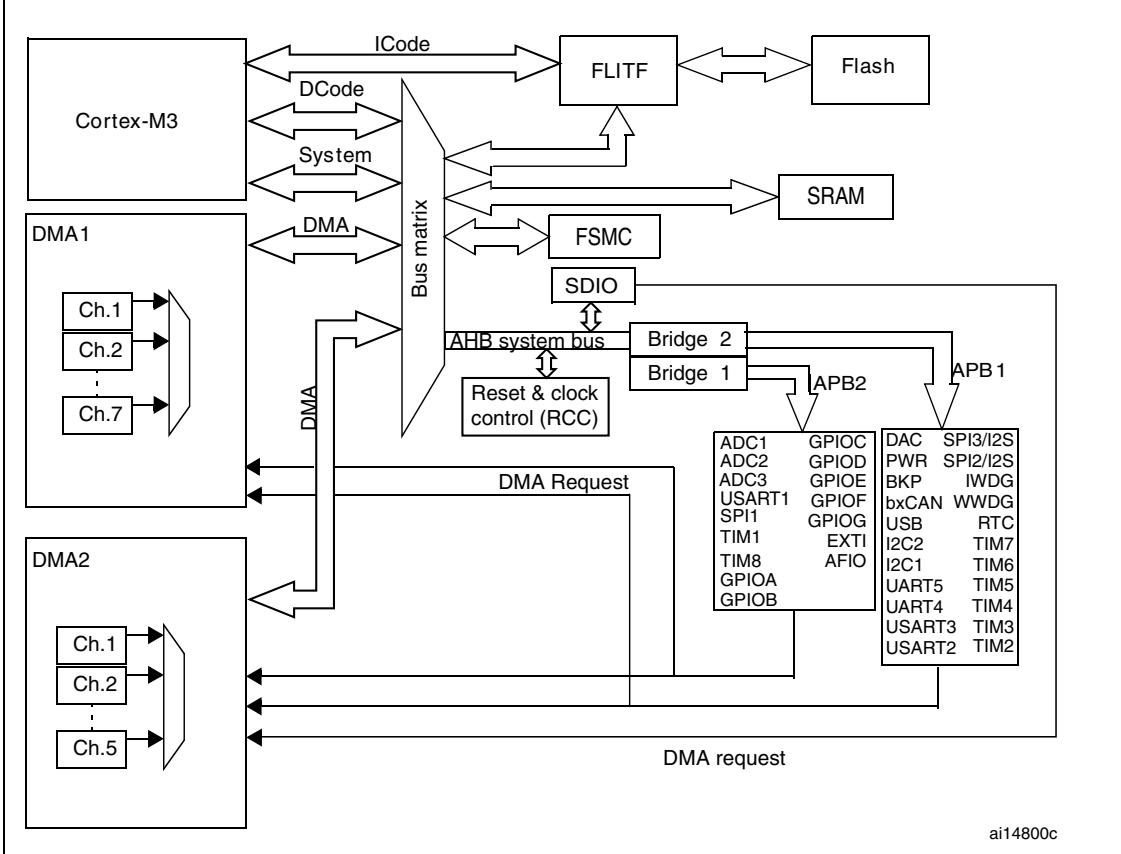 ICode
FLITF
Flash
Cortex-M3
DCode
System
SRAM
DMA1
DMA
Bus matrix
FSMC
SDIO
Ch.1
Ch.2
Ch.7
AHB system bus
Bridge 2
Bridge 1
APB2
APB1
Reset & clock
control (RCC)
DMA
ADC1 GPIOC
ADC2 GPIOD
ADC3 GPIOE
USART1 GPIOF
SPI1 GPIOG
TIM1 EXTI
TIM8 AFIO
GPIOA
GPIOB
DAC SPI3/I2S
PWR SPI2/I2S
BKP IWDG
bxCAN WWDG
USB RTC
I2C2 TIM7
I2C1 TIM6
UART5 TIM5
UART4 TIM4
USART3 TIM3
USART2 TIM2
DMA Request
DMA2
Ch.1
Ch.2
Ch.5
DMA request
ai14800c